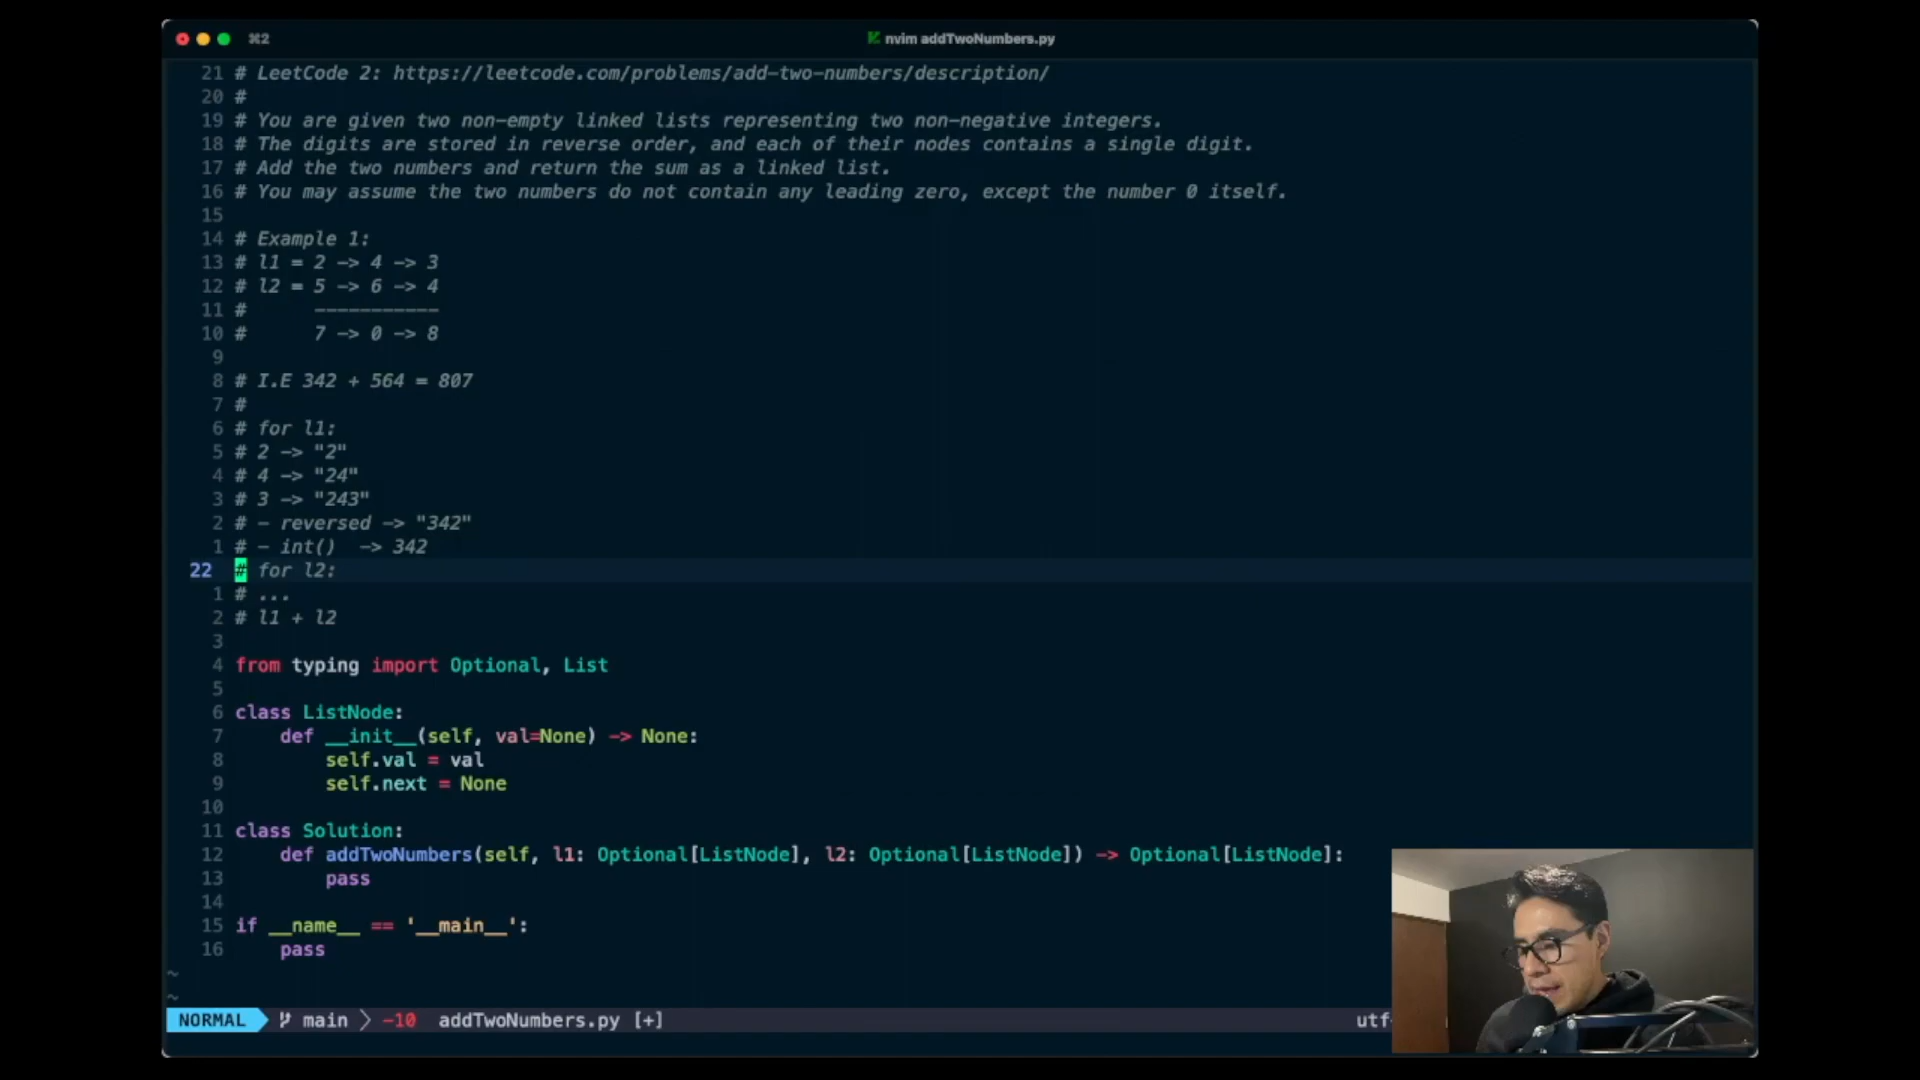 ⌘2
nvim addTwoNumbers.py
21 # LeetCode 2: https://leetcode.com/problems/add-two-numbers/description/
20 #
19 # You are given two non-empty linked lists representing two non-negative integers.
18 # The digits are stored in reverse order, and each of their nodes contains a single digit.
17 # Add the two numbers and return the sum as a linked list.
16 # You may assume the two numbers do not contain any leading zero, except the number 0 itself.
15
14 # Example 1:
13 # l1 = 2 -> 4 -> 3
12 # l2 = 5 -> 6 -> 4
11 #      -----------
10 #      7 -> 0 -> 8
9
8 # I.E 342 + 564 = 807
7 #
6 # for l1:
5 # 2 -> "2"
4 # 4 -> "24"
3 # 3 -> "243"
2 # - reversed -> "342"
1 # - int()  -> 342
22 # for l2:
1 # ...
2 # l1 + l2
3
4 from typing import Optional, List
5
6 class ListNode:
7     def __init__(self, val=None) -> None:
8         self.val = val
9         self.next = None
10
11 class Solution:
12     def addTwoNumbers(self, l1: Optional[ListNode], l2: Optional[ListNode]) -> Optional[ListNode]:
13         pass
14
15 if __name__ == '__main__':
16     pass
~
~
NORMAL main -10 addTwoNumbers.py [+] utf-